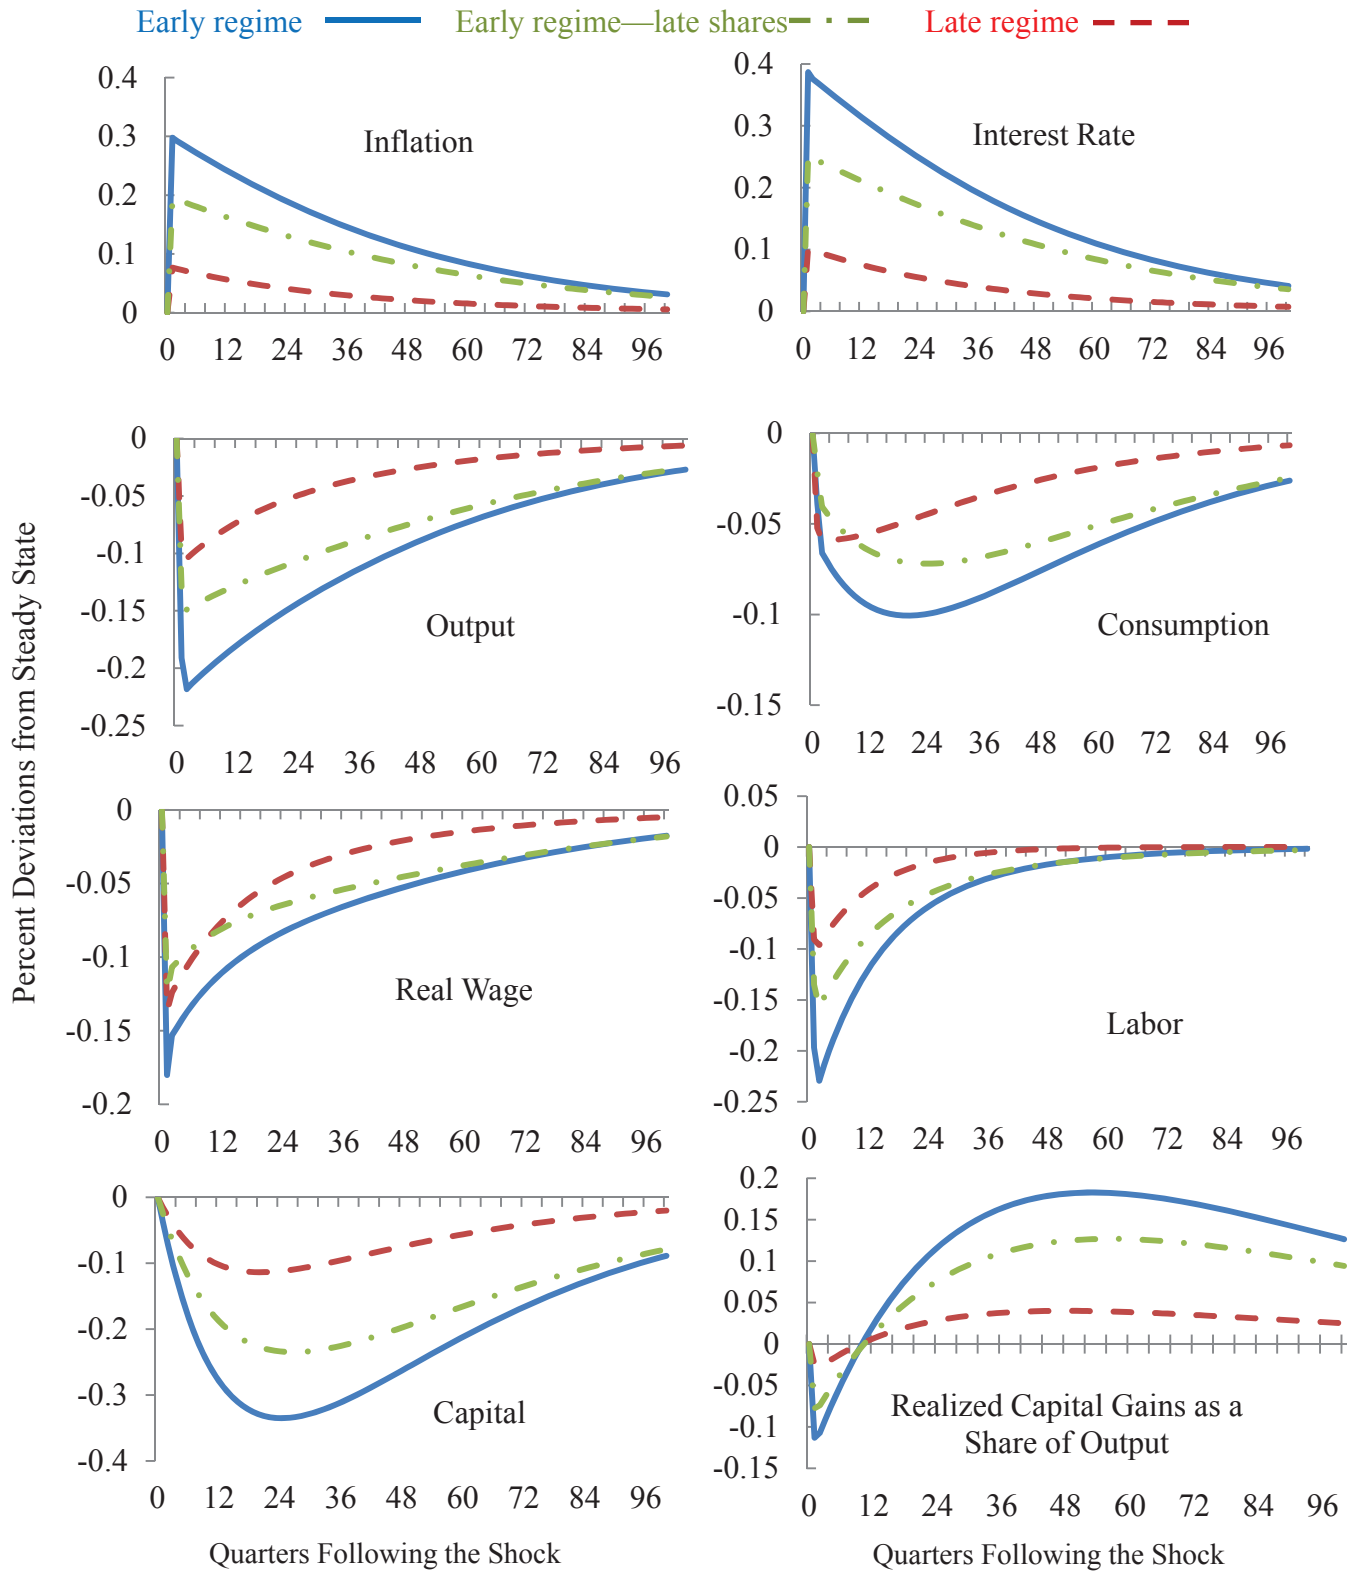 Early regime
Early regime—late shares
Late regime
Percent Deviations from Steady State
0.4
0.3
0.2
0.1
0
Inflation
0 12 24 36 48 60 72 84 96
0.4
0.3
0.2
0.1
0
Interest Rate
0 12 24 36 48 60 72 84 96
0
-0.05
-0.1
-0.15
-0.2
-0.25
Output
0 12 24 36 48 60 72 84 96
0
-0.05
-0.1
-0.15
Consumption
0 12 24 36 48 60 72 84 96
0
-0.05
-0.1
-0.15
-0.2
Real Wage
0 12 24 36 48 60 72 84 96
0.05
0
-0.05
-0.1
-0.15
-0.2
-0.25
Labor
0 12 24 36 48 60 72 84 96
0
-0.1
-0.2
-0.3
-0.4
Capital
0 12 24 36 48 60 72 84 96
Quarters Following the Shock
0.2
0.15
0.1
0.05
0
-0.05
-0.1
-0.15
Realized Capital Gains as a
Share of Output
0 12 24 36 48 60 72 84 96
Quarters Following the Shock